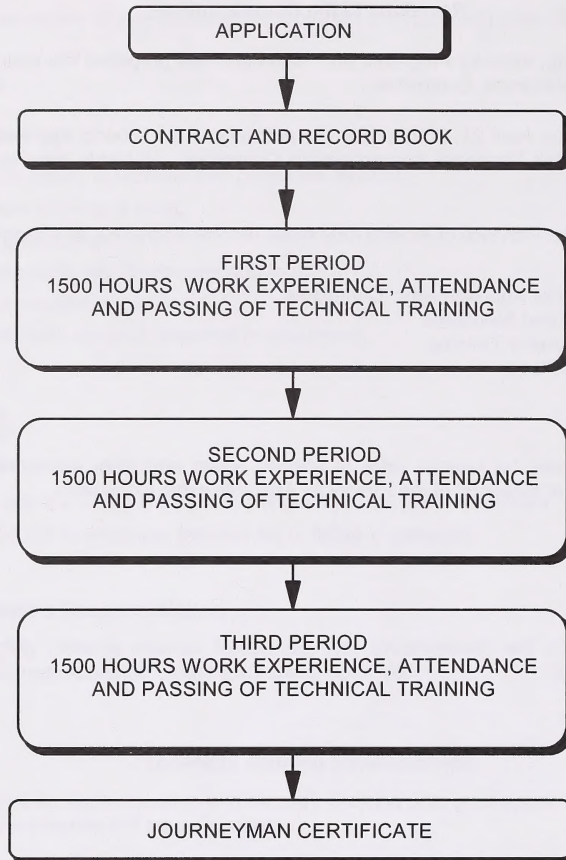 APPLICATION
CONTRACT AND RECORD BOOK
FIRST PERIOD
1500 HOURS WORK EXPERIENCE, ATTENDANCE
AND PASSING OF TECHNICAL TRAINING
SECOND PERIOD
1500 HOURS WORK EXPERIENCE, ATTENDANCE
AND PASSING OF TECHNICAL TRAINING
THIRD PERIOD
1500 HOURS WORK EXPERIENCE, ATTENDANCE
AND PASSING OF TECHNICAL TRAINING
JOURNEYMAN CERTIFICATE